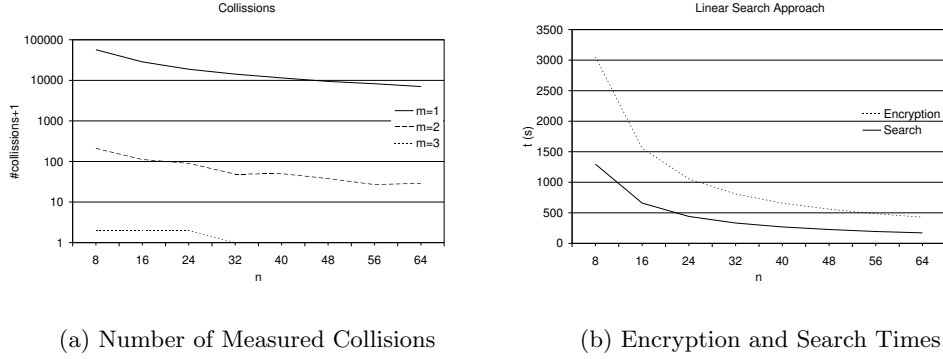 Collissions
#collissions+1
100000
10000
1000
100
10
1
8 16 24 32 40 48 56 64
n
m=1
m=2
m=3
(a) Number of Measured Collisions
Linear Search Approach
t (s)
3500
3000
2500
2000
1500
1000
500
0
8 16 24 32 40 48 56 64
n
Encryption
Search
(b) Encryption and Search Times